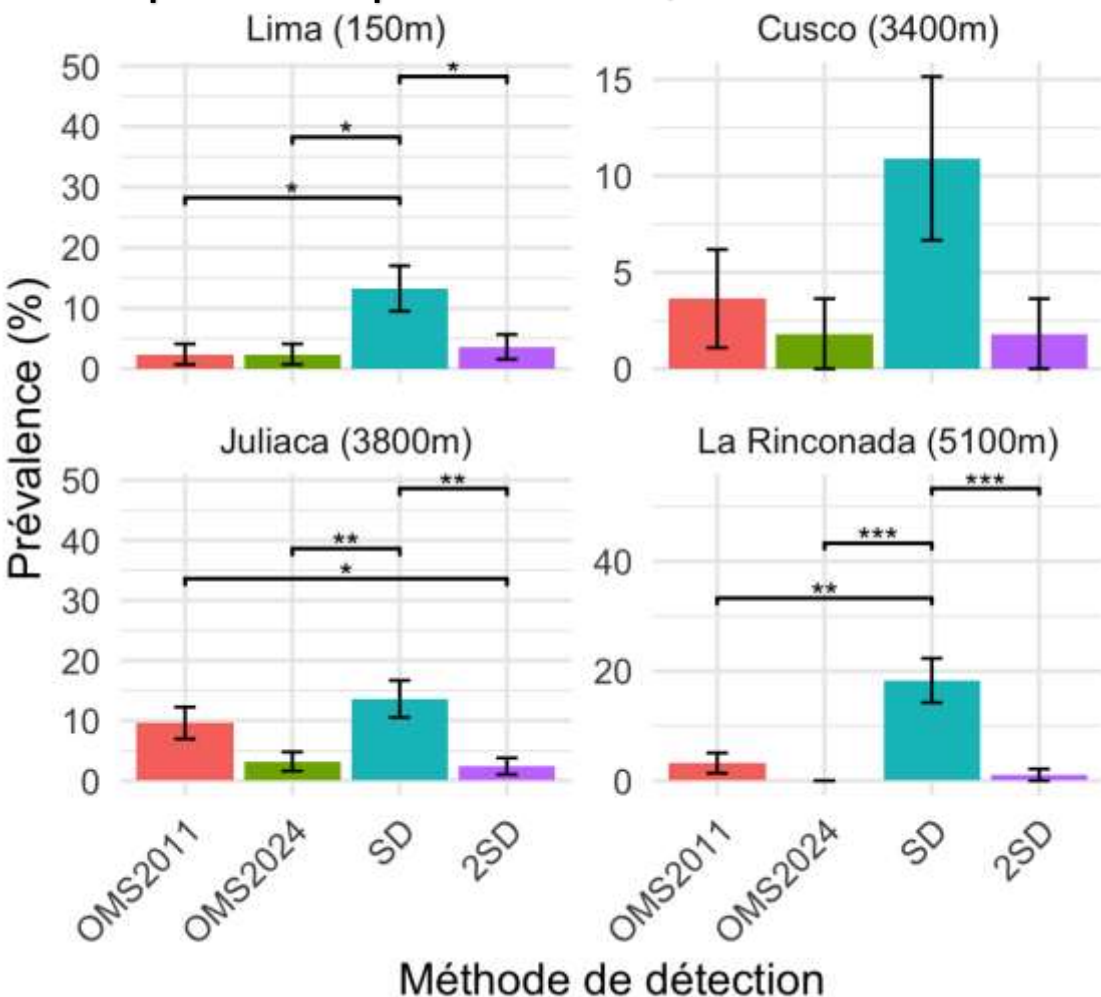 Lima (150m)
Cusco (3400m)
50
40
30
20
10
0
*
*
*
15
10
5
0
Prévalence (%)
Juliaca (3800m)
La Rinconada (5100m)
50
40
30
20
10
0
**
**
*
40
20
0
***
***
**
OMS2011
OMS2024
SD
2SD
OMS2011
OMS2024
SD
2SD
Méthode de détection